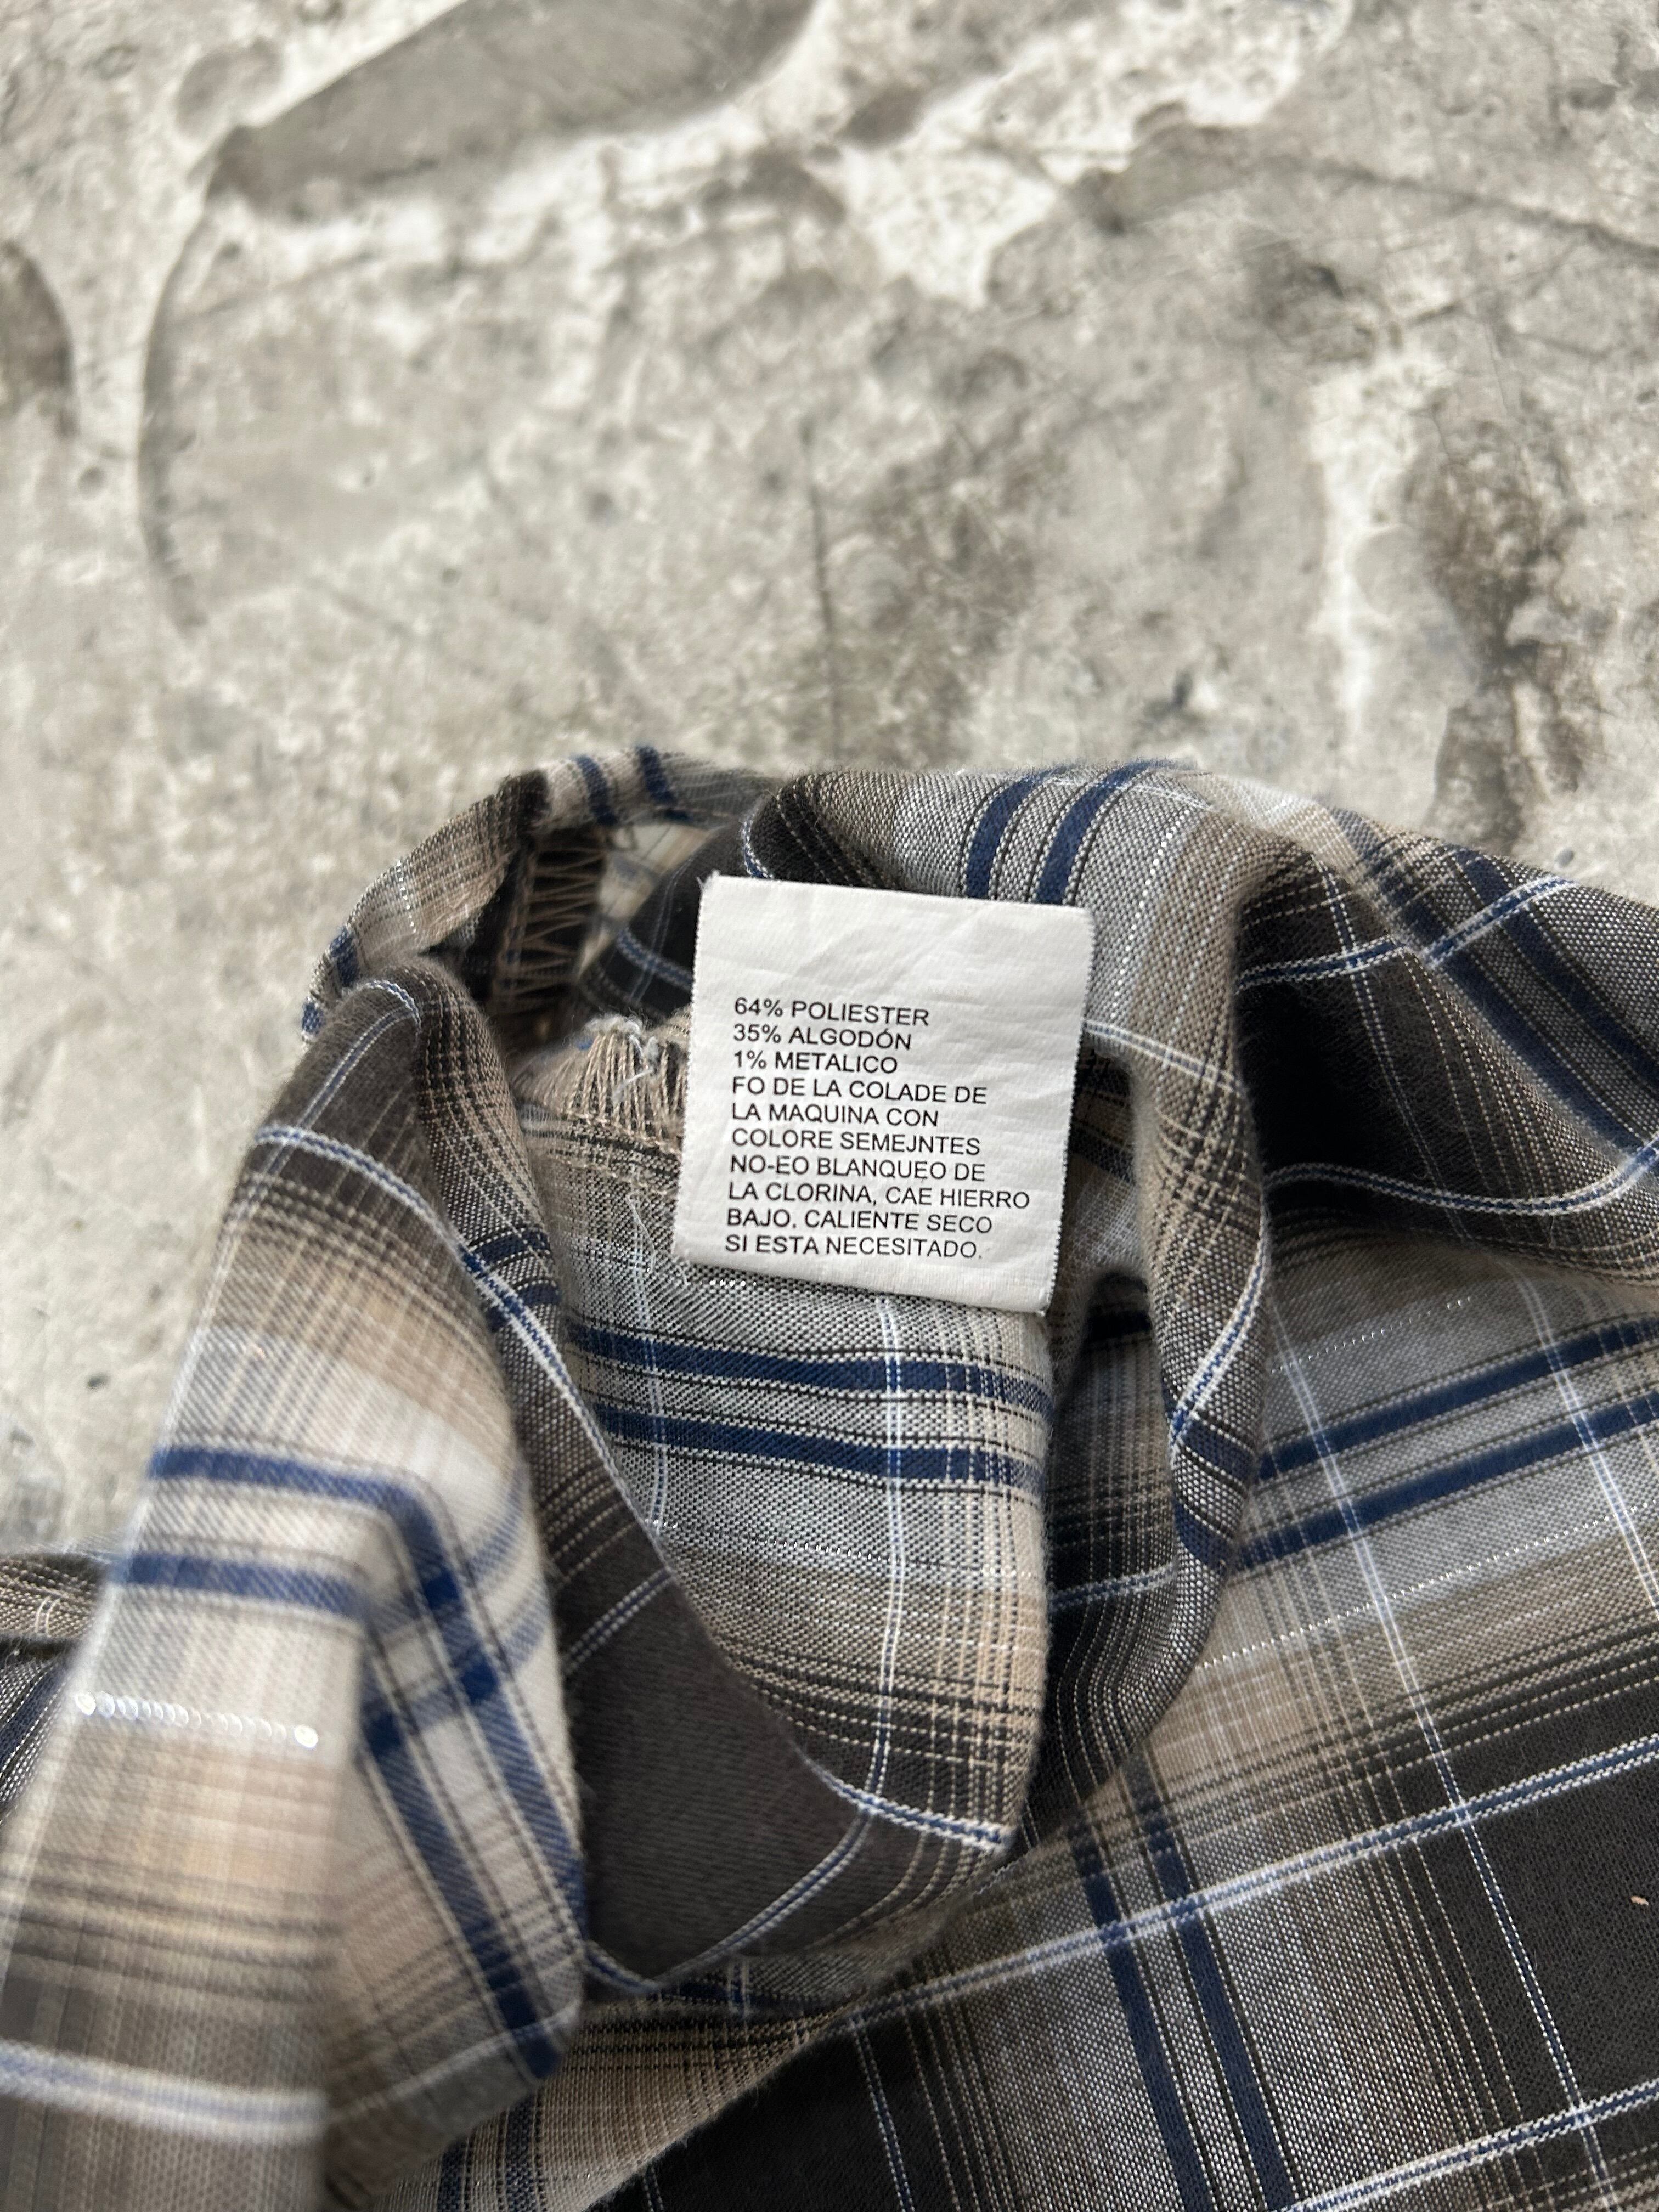 64% POLIESTER
35% ALGODÓN
1% METALICO
FO DE LA COLADE DE
LA MAQUINA CON
COLORE SEMEJNTES
NO-EO BLANQUEO DE
LA CLORINA, CAE HIERRO
BAJO. CALIENTE SECO
SI ESTA NECESITADO.